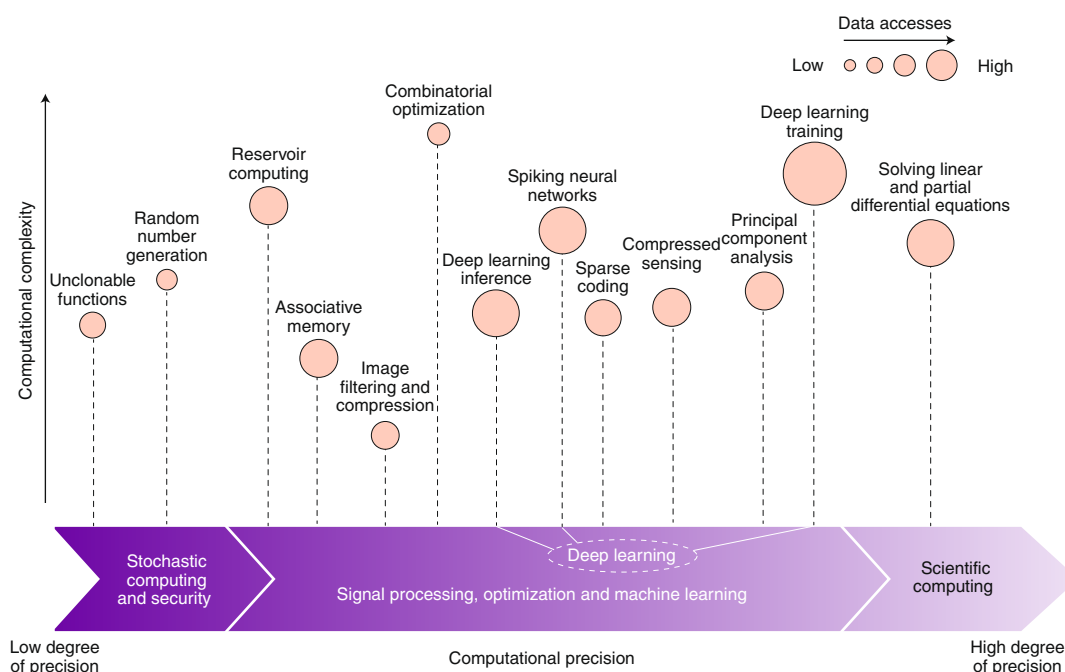 Data accesses
Low
High
Computational complexity
Unclonable
functions
Random
number
generation
Reservoir
computing
Associative
memory
Image
filtering and
compression
Combinatorial
optimization
Deep learning
inference
Spiking neural
networks
Sparse
coding
Compressed
sensing
Principal
component
analysis
Deep learning
training
Solving linear
and partial
differential equations
Stochastic
computing
and security
Deep learning
Signal processing, optimization and machine learning
Scientific
computing
Low degree
of precision
Computational precision
High degree
of precision